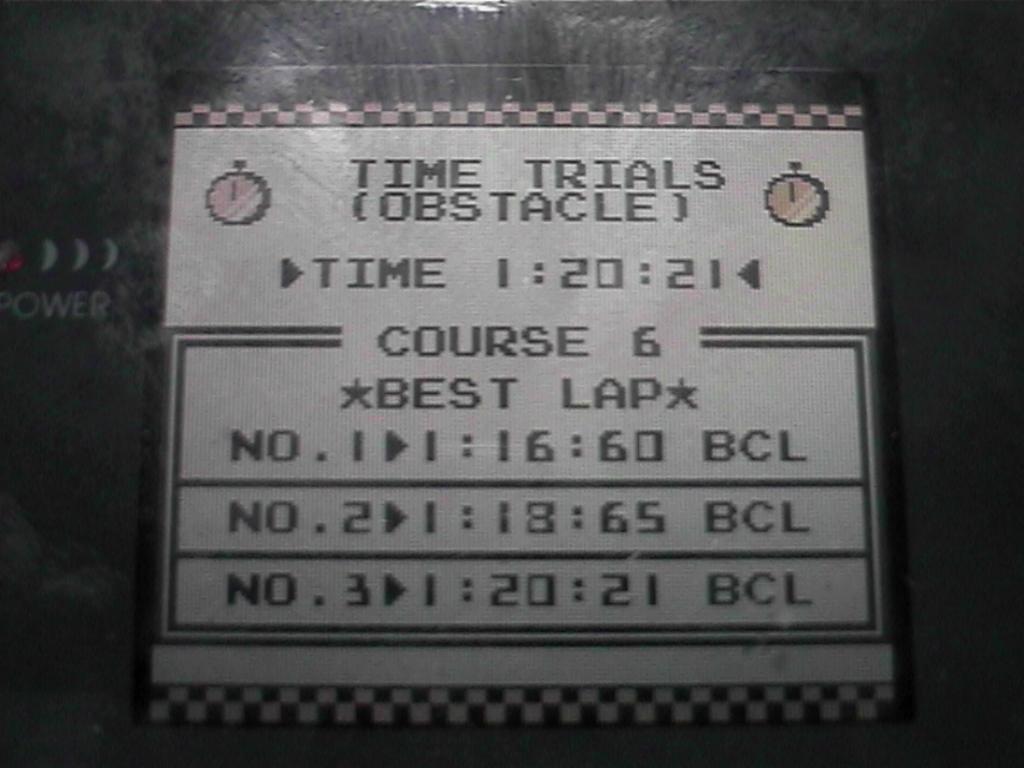 TIME TRIALS
(OBSTACLE)
▶TIME 1:20:21◀
POWER
COURSE 6
★BEST LAP★
NO.1▶1:16:60 BCL
NO.2▶1:18:65 BCL
NO.3▶1:20:21 BCL